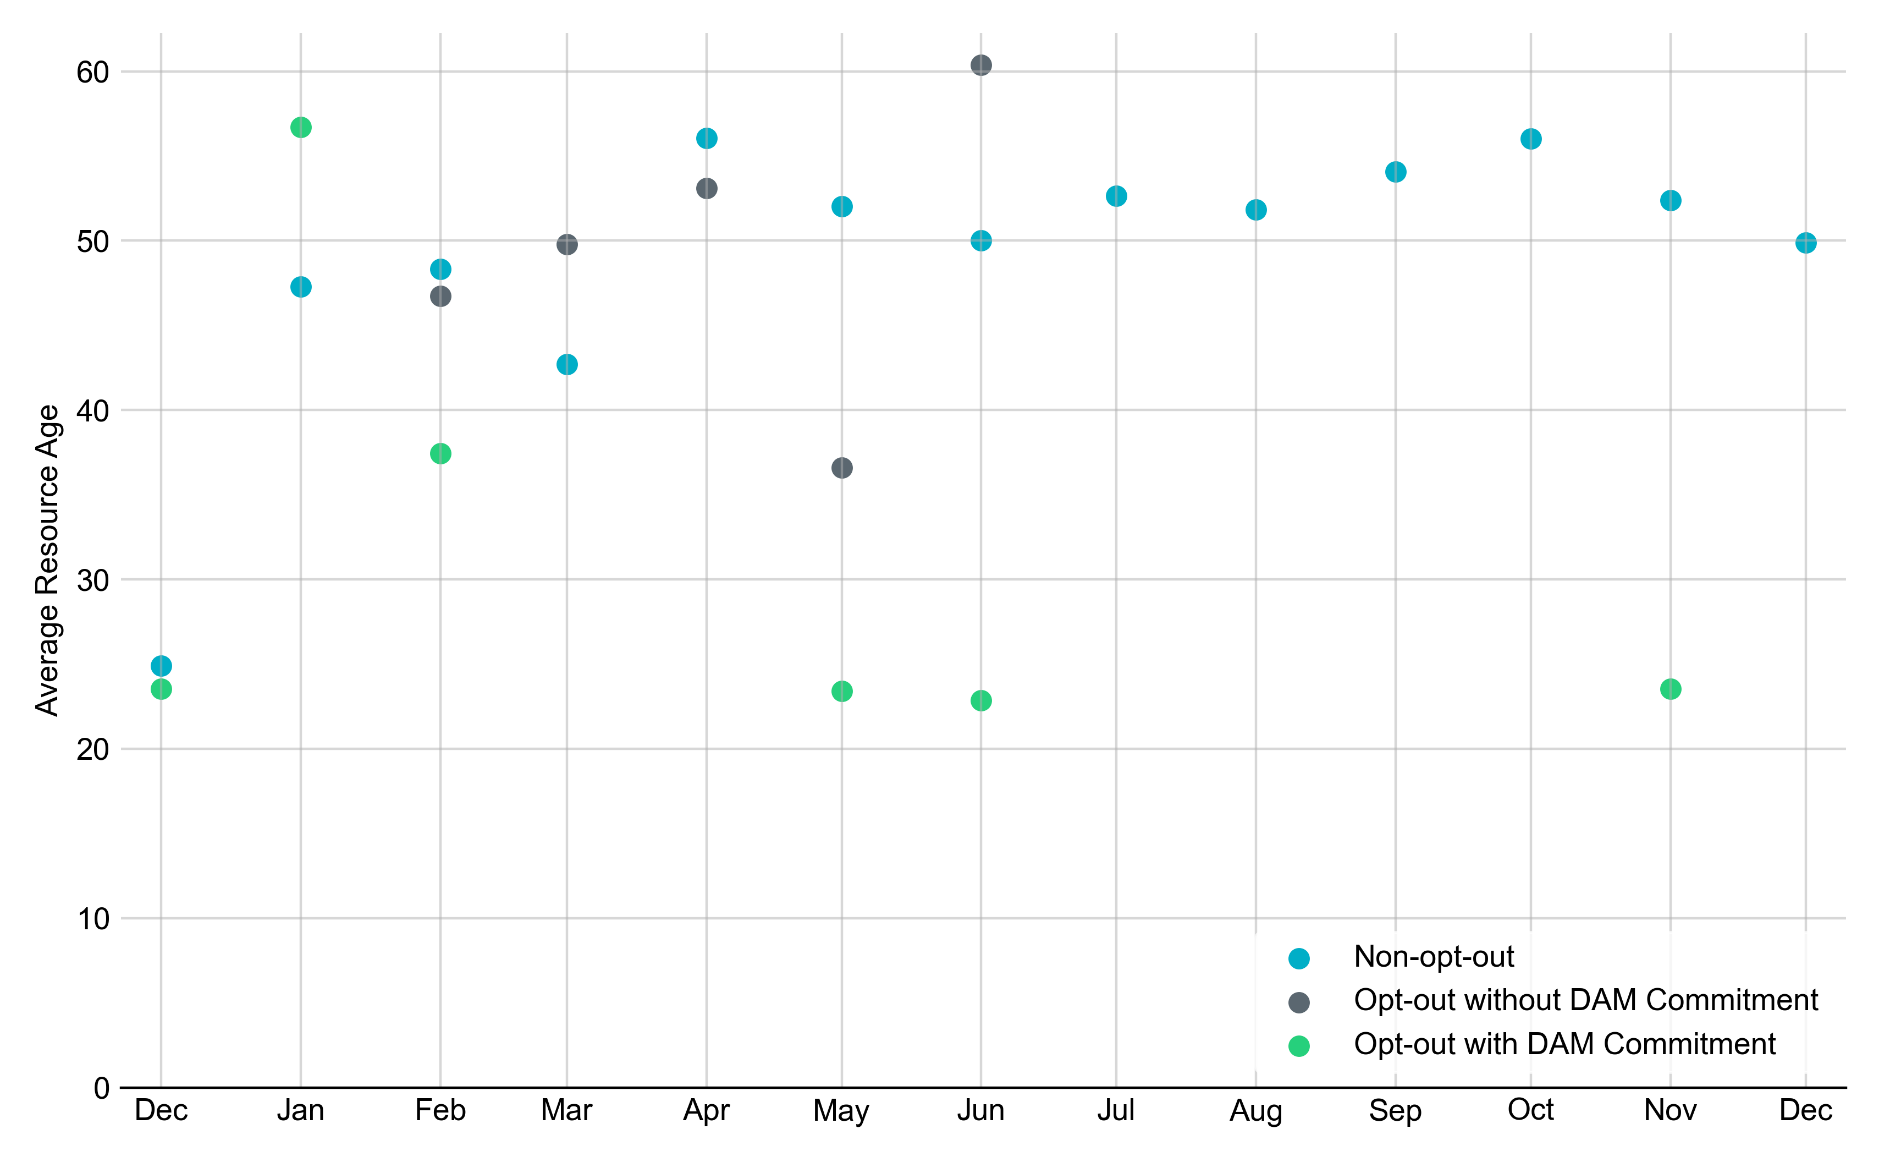 Average Resource Age
60
50
40
30
20
10
0
Dec Jan Feb Mar Apr May Jun Jul Aug Sep Oct Nov Dec
Non-opt-out
Opt-out without DAM Commitment
Opt-out with DAM Commitment